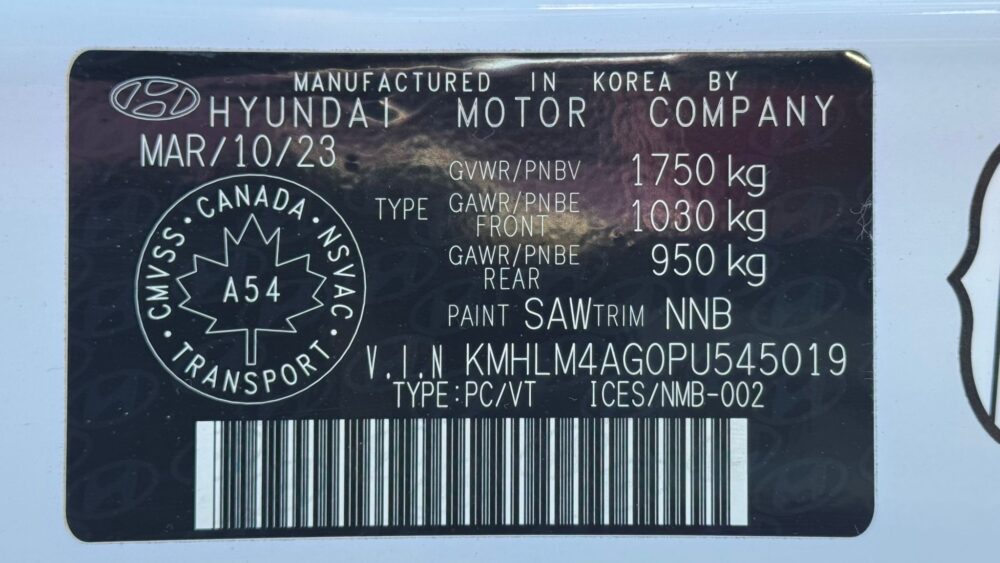 MANUFACTURED IN KOREA BY
HYUNDAI MOTOR COMPANY
MAR/10/23
GVWR/PNBV 1750 kg
TYPE GAWR/PNBE FRONT 1030 kg
GAWR/PNBE REAR 950 kg
CANADA · NSVAC · TRANSPORT · CMVSS ·
A54
PAINT SAW TRIM NNB
V.I.N KMHLM4AG0PU545019
TYPE:PC/VT ICES/NMB-002